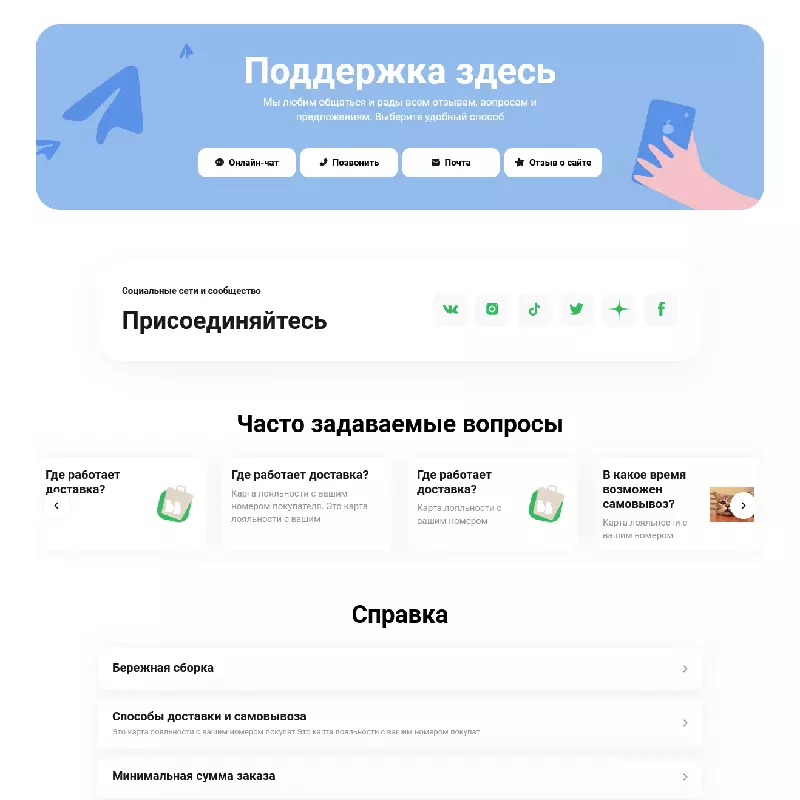 Поддержка здесь
Мы любим общаться и рады всем отзывам, вопросам и
предложениям. Выберите удобный способ
Онлайн-чат
Позвонить
Почта
Отзыв о сайте
Социальные сети и сообщество
Присоединяйтесь
Часто задаваемые вопросы
Где работает
доставка?
Где работает доставка?
Карта лояльности с вашим
номером покупателя. Это карта
лояльности с вашим
Где работает
доставка?
Карта лояльности с
вашим номером
В какое время
возможен
самовывоз?
Карта лояльности с
вашим номером
Справка
Бережная сборка
Способы доставки и самовывоза
Это карта лояльности с вашим номером покупат Это карта лояльности с вашим номером покупат
Минимальная сумма заказа